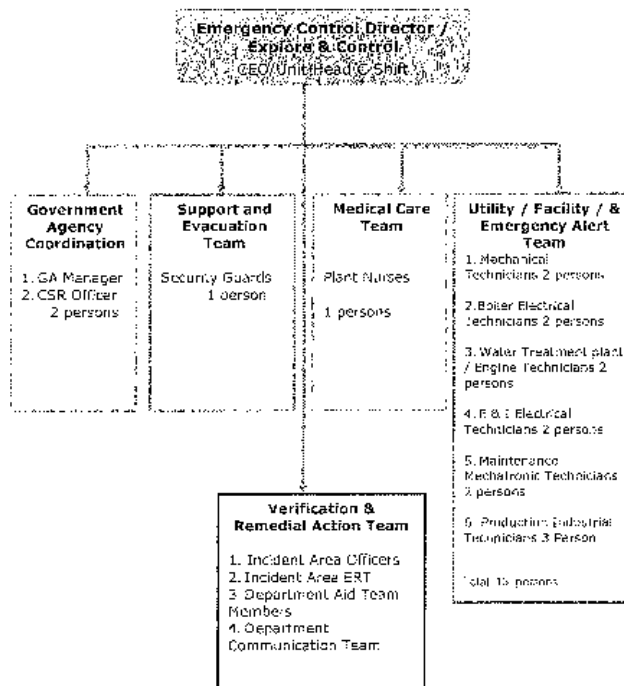 Emergency Control Director /
Explore & Control
CEO/Unit Head C Shift
Government
Agency
Coordination
1. GA Manager
2. CSR Officer
2 persons
Support and
Evacuation
Team
Security Guards
1 person
Medical Care
Team
Plant Nurses
1 persons
Utility / Facility / &
Emergency Alert
Team
1. Mechanical
Technicians 2 persons
2. Boiler Electrical
Technicians 2 persons
3. Water Treatment plant
/ Engine Technicians 2
persons
4. E & I Electrical
Technicians 2 persons
5. Maintenance
Mechatronic Technicians
2 persons
6. Production Industrial
Technicians 3 Person
Total persons
Verification &
Remedial Action Team
1. Incident Area Officers
2. Incident Area ERT
3 Department Aid Team
Members
4. Department
Communication Team